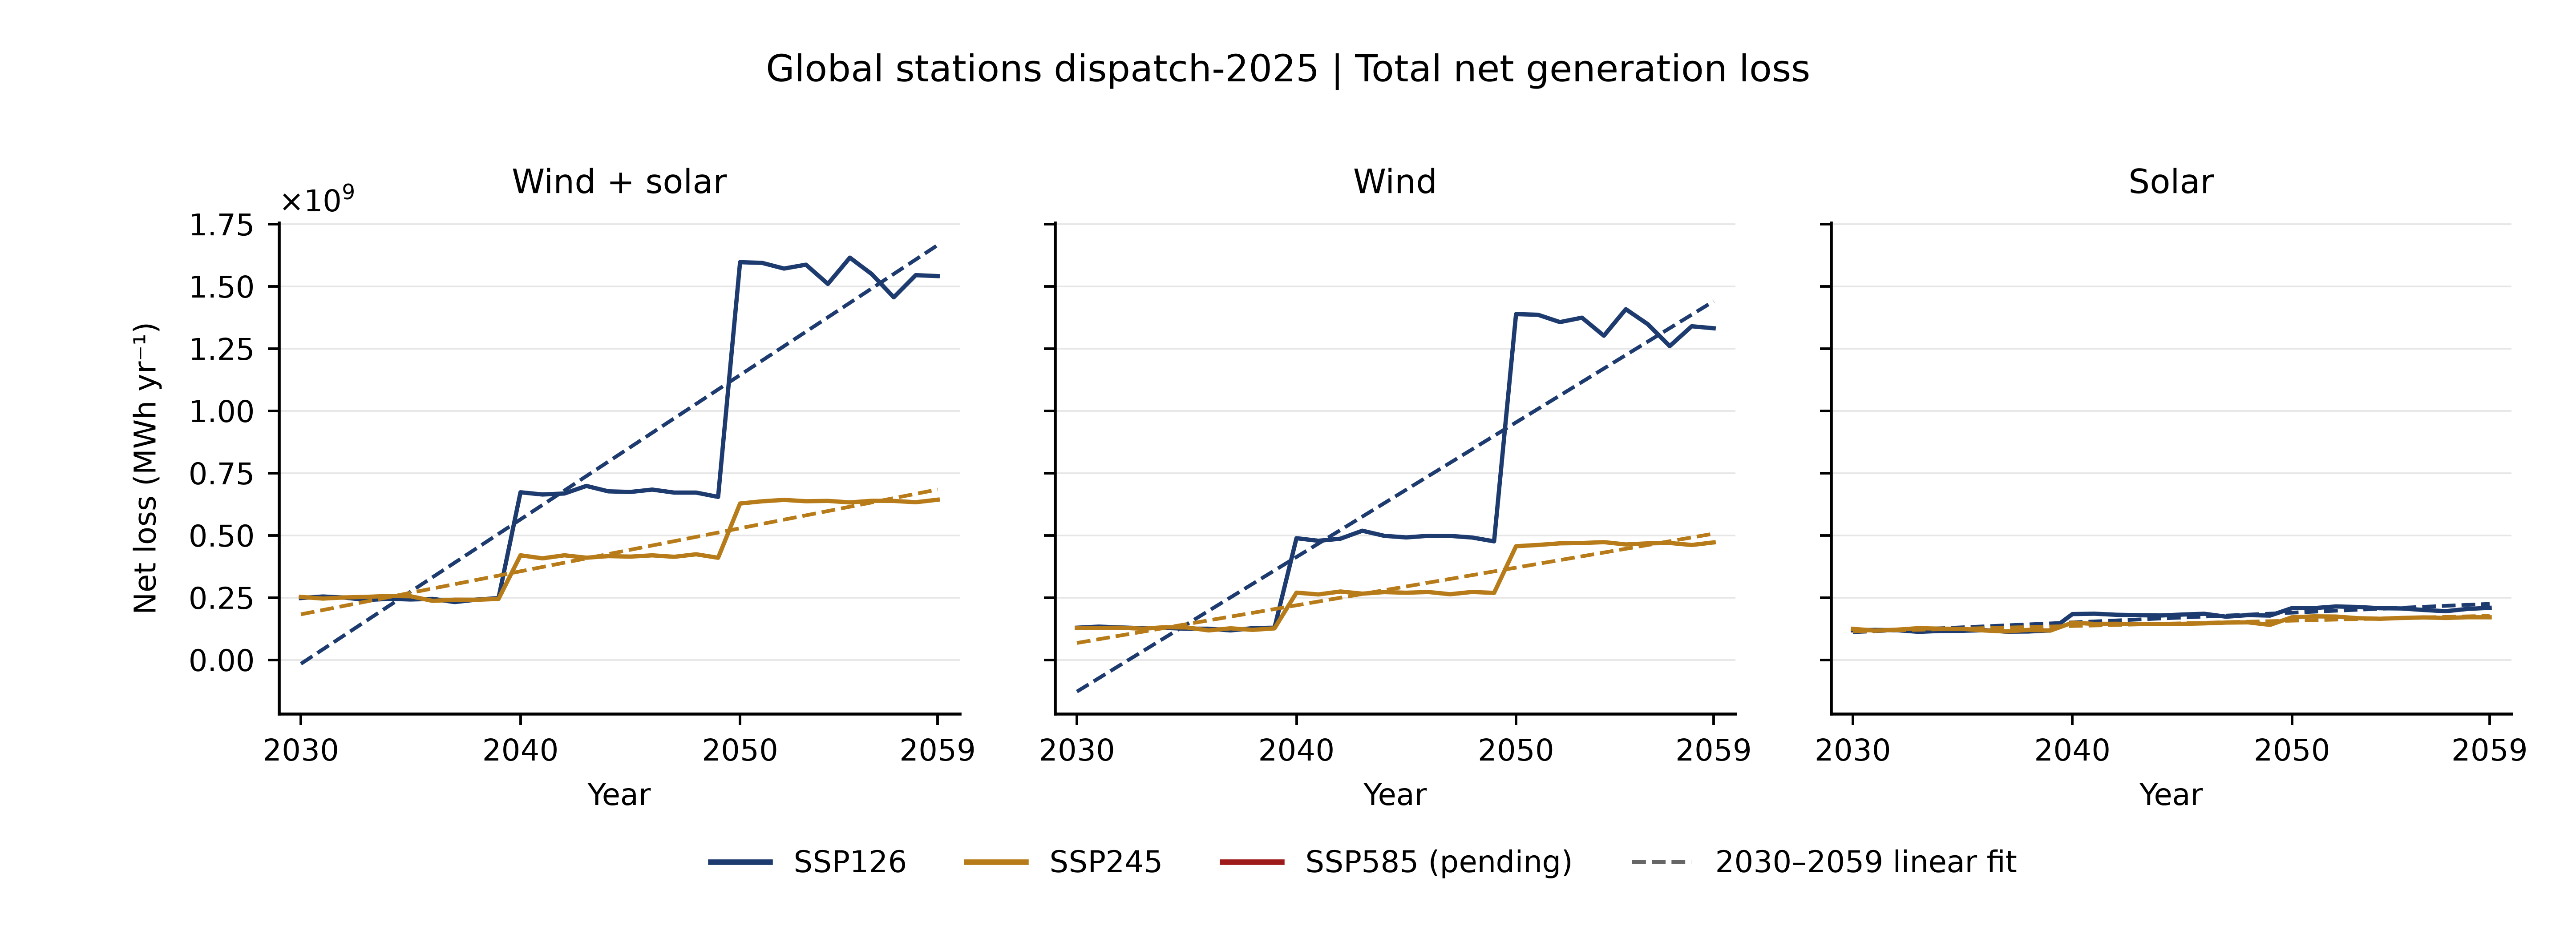 Global stations dispatch-2025 | Total net generation loss
Wind + solar
Wind
Solar
×10⁹
1.75
1.50
1.25
1.00
0.75
0.50
0.25
0.00
Net loss (MWh yr⁻¹)
2030 2040 2050 2059
2030 2040 2050 2059
2030 2040 2050 2059
Year
Year
Year
SSP126 SSP245 SSP585 (pending) 2030–2059 linear fit